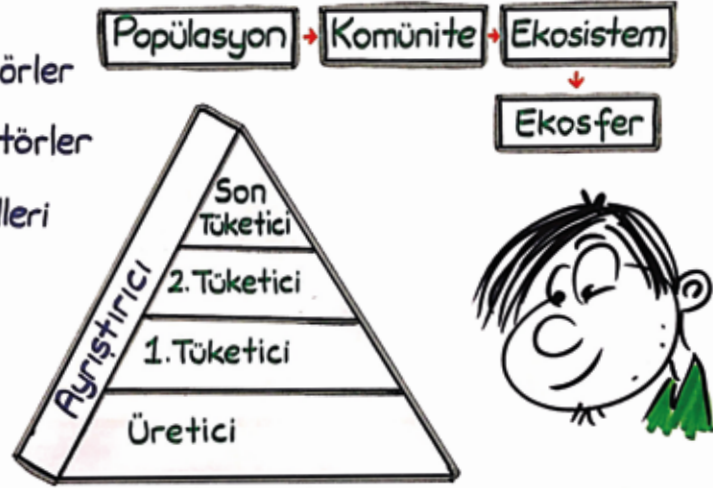 Popülasyon → Komünite → Ekosistem
Ekosfer
Son
Tüketici
2.Tüketici
1.Tüketici
Üretici
Ayrıştırıcı